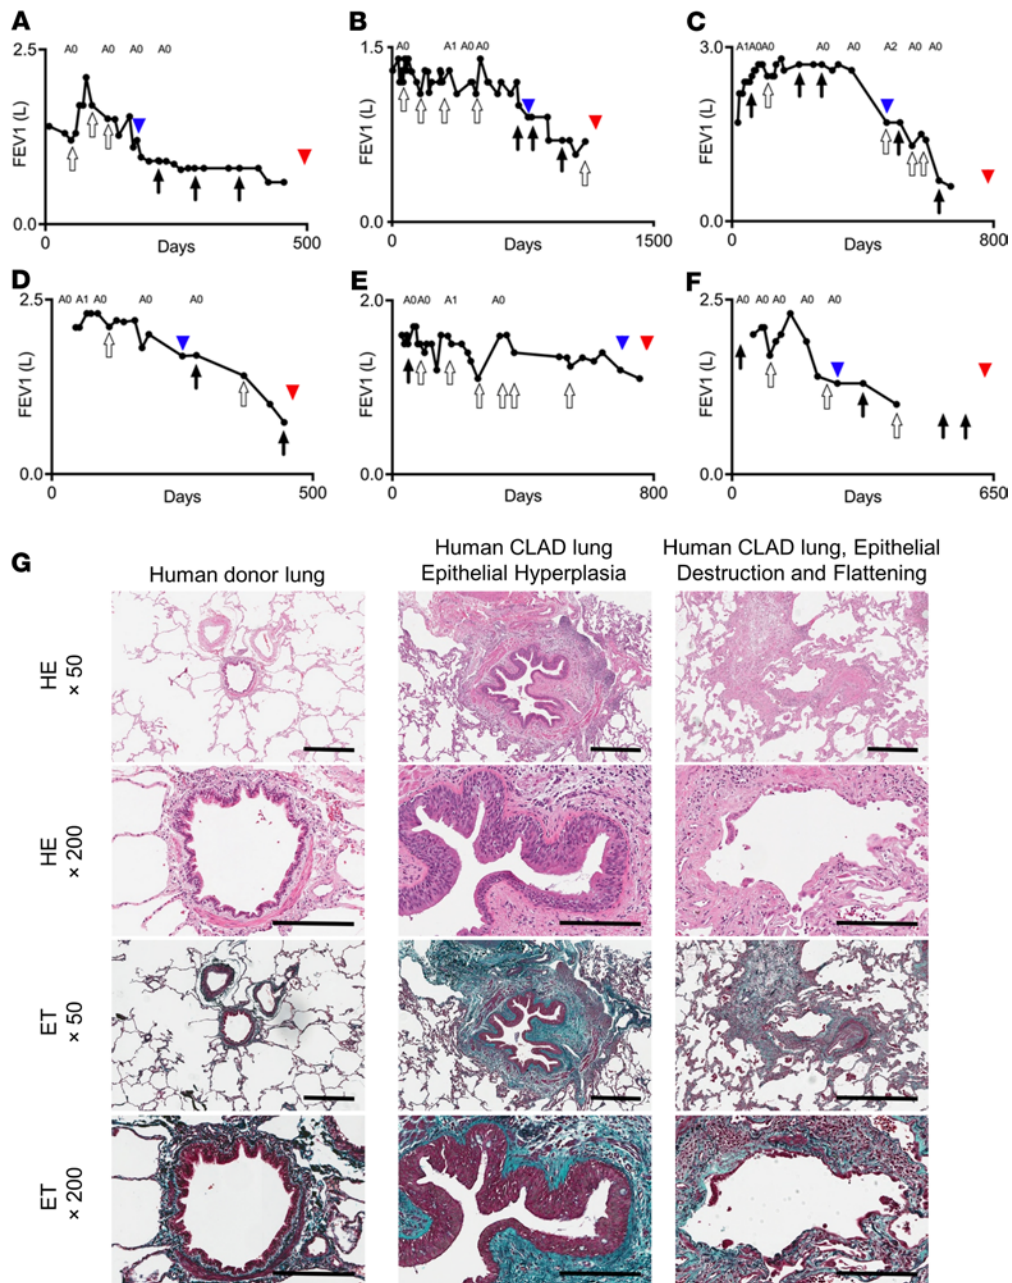 A
B
C
A0 A0 A0 A0
A0 A1 A0 A0
A1 A0 A0 A0 A0 A2 A0 A0
2.5
1.5
3.0
FEV1 (L)
FEV1 (L)
FEV1 (L)
0.0
0.0
0.0
0 Days 500
0 Days 1500
0 Days 800
D
E
F
A0 A1 A0 A0 A0
A0 A0 A1 A0
A0 A0 A0 A0 A0
2.5
2.0
2.5
FEV1 (L)
FEV1 (L)
FEV1 (L)
0.0
0.0
0.0
0 Days 500
0 Days 800
0 Days 650
G
Human donor lung
Human CLAD lung
Epithelial Hyperplasia
Human CLAD lung, Epithelial
Destruction and Flattening
HE
× 50
HE
× 200
ET
× 50
ET
× 200